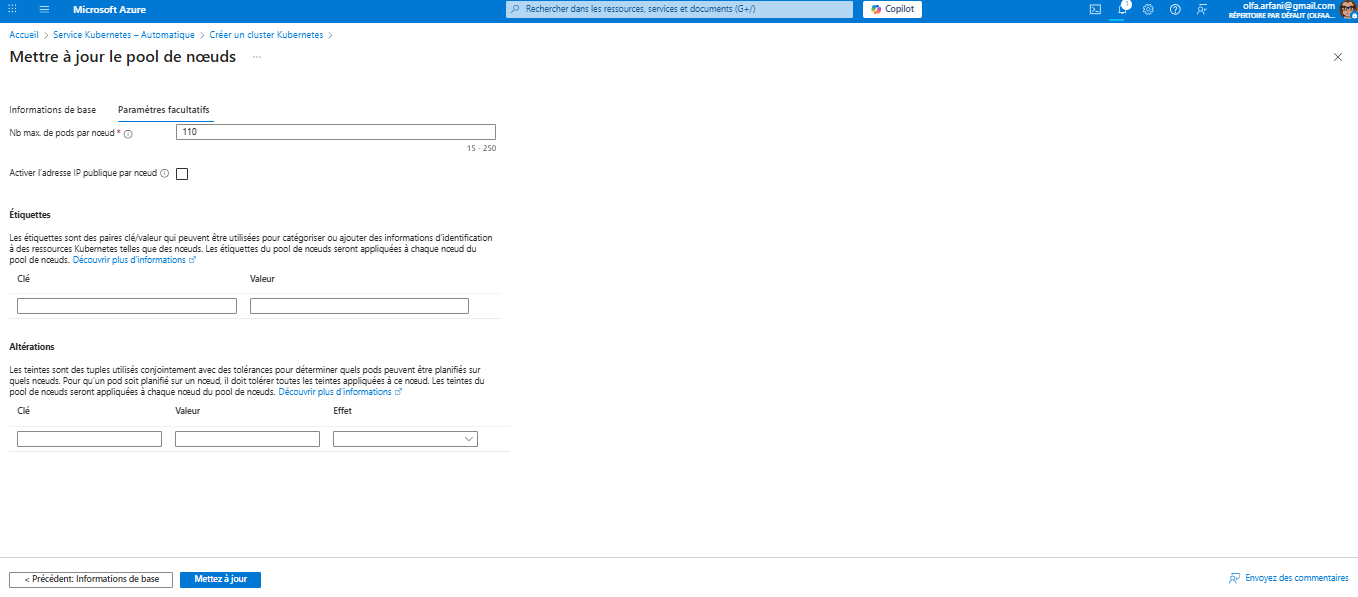 Microsoft Azure
Rechercher dans les ressources, services et documents (G+/)
Copilot
1
olfa.arfani@gmail.com
RÉPERTOIRE PAR DÉFAUT (OLFAA...
Accueil > Service Kubernetes – Automatique > Créer un cluster Kubernetes >
Mettre à jour le pool de nœuds ...
Informations de base Paramètres facultatifs
Nb max. de pods par nœud *
110
15 - 250
Activer l'adresse IP publique par nœud
Étiquettes
Les étiquettes sont des paires clé/valeur qui peuvent être utilisées pour catégoriser ou ajouter des informations d'identification
à des ressources Kubernetes telles que des nœuds. Les étiquettes du pool de nœuds seront appliquées à chaque nœud du
pool de nœuds. Découvrir plus d'informations
Clé Valeur
Altérations
Les teintes sont des tuples utilisés conjointement avec des tolérances pour déterminer quels pods peuvent être planifiés sur
quels nœuds. Pour qu'un pod soit planifié sur un nœud, il doit tolérer toutes les teintes appliquées à ce nœud. Les teintes du
pool de nœuds seront appliquées à chaque nœud du pool de nœuds. Découvrir plus d'informations
Clé Valeur Effet
< Précédent: Informations de base
Mettez à jour
Envoyez des commentaires